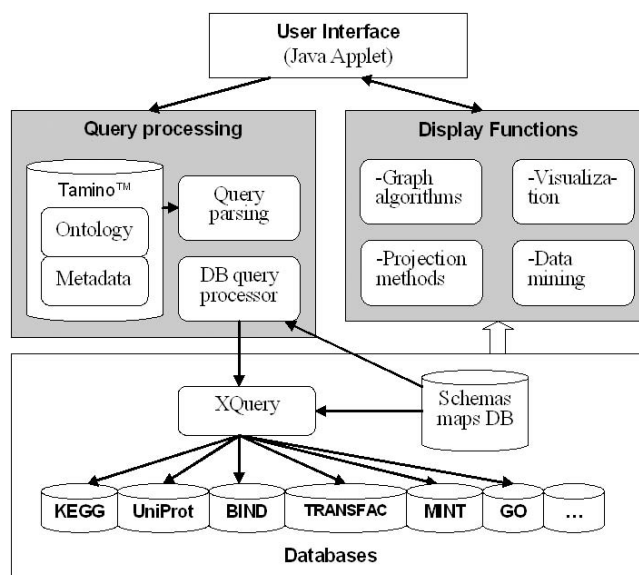 User Interface
(Java Applet)
Query processing
Tamino™
Ontology
Metadata
Query
parsing
DB query
processor
Display Functions
-Graph
algorithms
-Visualiza-
tion
-Projection
methods
-Data
mining
XQuery
Schemas
maps DB
KEGG
UniProt
BIND
TRANSFAC
MINT
GO
...
Databases